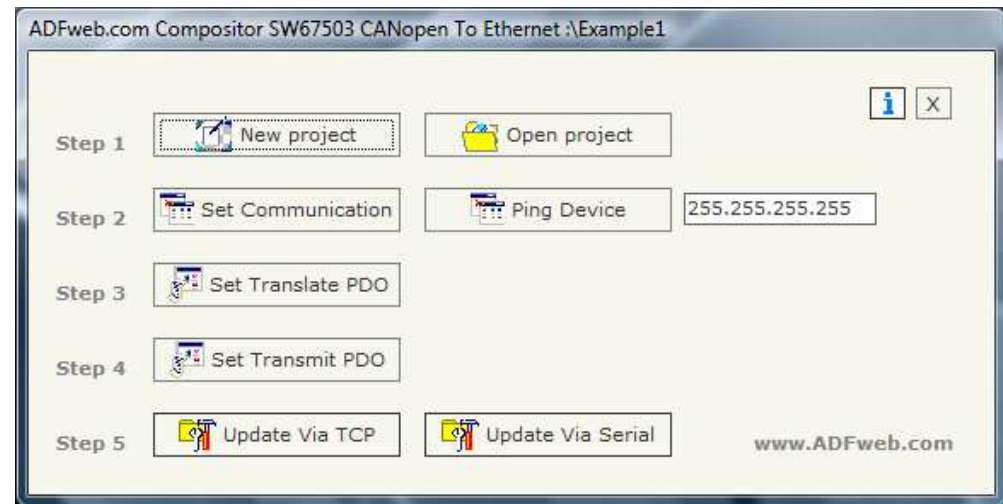 ADFweb.com Compositor SW67503 CANopen To Ethernet :\Example1
i X
Step 1 New project Open project
Step 2 Set Communication Ping Device 255.255.255.255
Step 3 Set Translate PDO
Step 4 Set Transmit PDO
Step 5 Update Via TCP Update Via Serial www.ADFweb.com